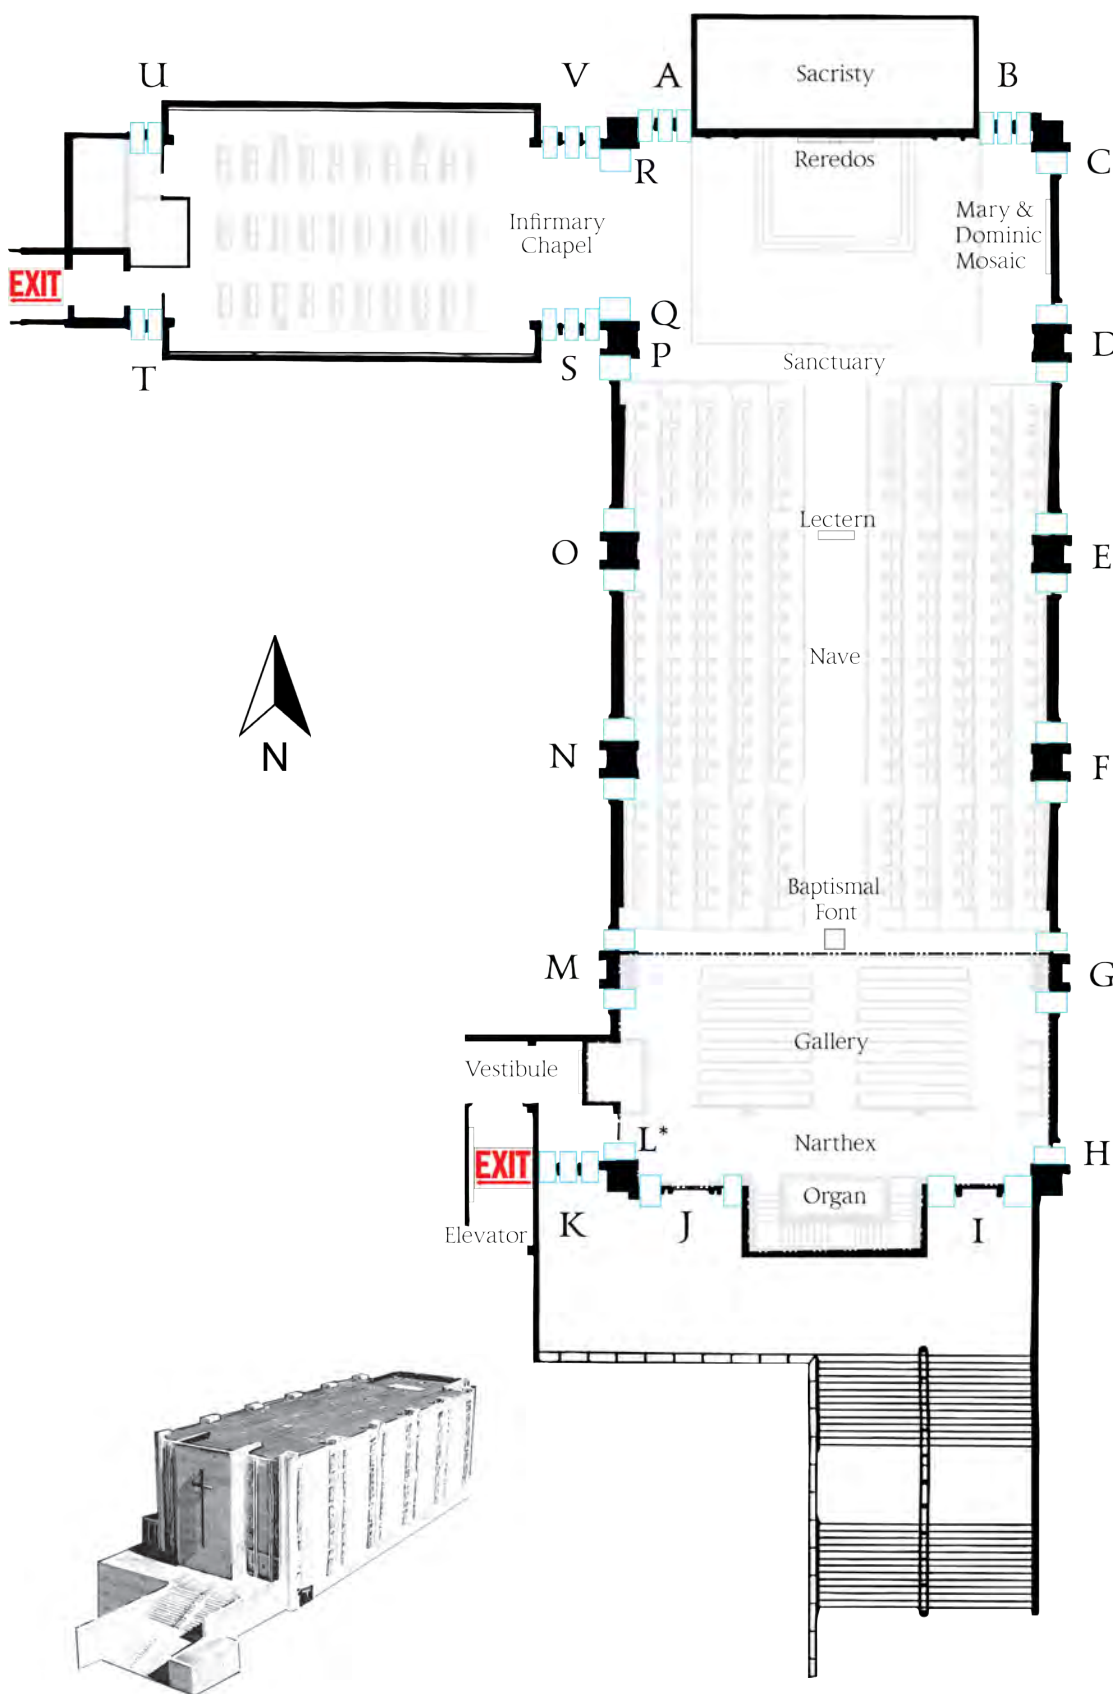 U
V
A
B
Sacristy
Reredos
R
C
Infirmary
Chapel
Mary &
Dominic
Mosaic
EXIT
Q
P
D
S
T
Sanctuary
Lectern
O
E
Nave
N
N
F
Baptismal
Font
M
G
Gallery
Vestibule
L*
Narthex
H
EXIT
Organ
K
J
I
Elevator